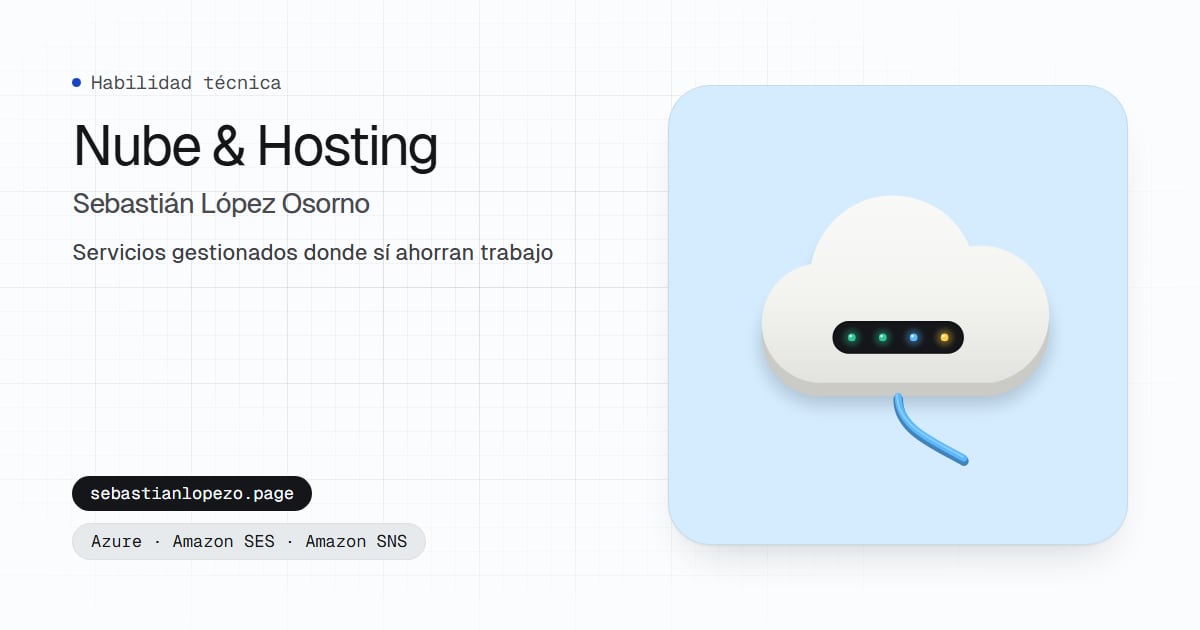 Habilidad técnica
Nube & Hosting
Sebastián López Osorno
Servicios gestionados donde sí ahorran trabajo
sebastianlopezo.page
Azure · Amazon SES · Amazon SNS